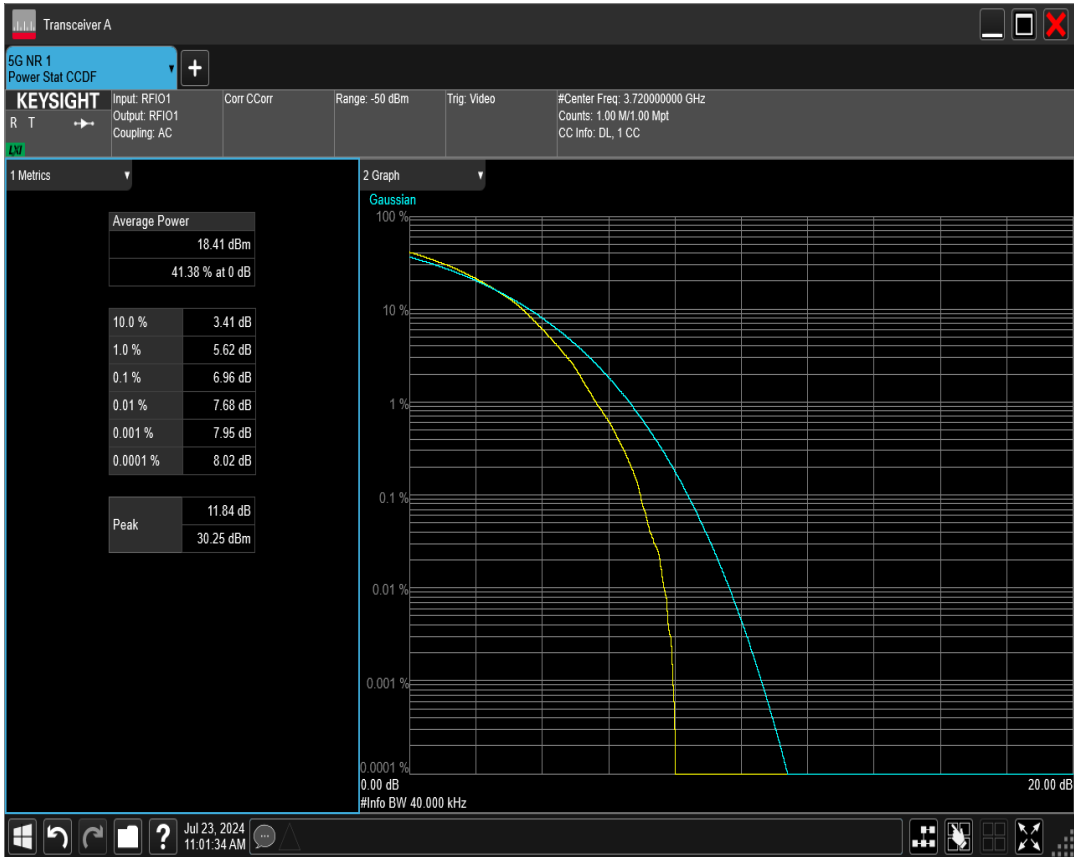 Transceiver A
5G NR 1
Power Stat CCDF
+
KEYSIGHT
R T
LXI
Input: RFIO1
Output: RFIO1
Coupling: AC
Corr CCorr
Range: -50 dBm
Trig: Video
#Center Freq: 3.720000000 GHz
Counts: 1.00 M/1.00 Mpt
CC Info: DL, 1 CC
1 Metrics
Average Power
18.41 dBm
41.38 % at 0 dB
10.0 % 3.41 dB
1.0 % 5.62 dB
0.1 % 6.96 dB
0.01 % 7.68 dB
0.001 % 7.95 dB
0.0001 % 8.02 dB
Peak
11.84 dB
30.25 dBm
2 Graph
Gaussian
100 %
10 %
1 %
0.1 %
0.01 %
0.001 %
0.0001 %
0.00 dB
20.00 dB
#Info BW 40.000 kHz
?
Jul 23, 2024
11:01:34 AM